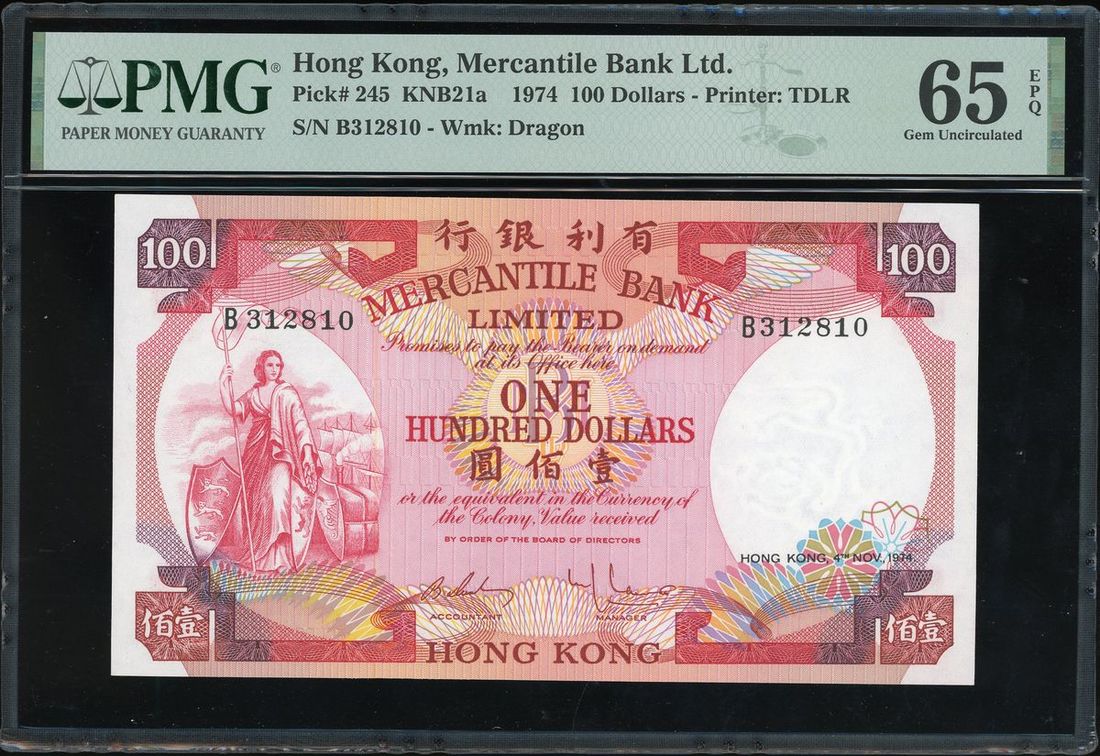 PMG®
PAPER MONEY GUARANTY
Hong Kong, Mercantile Bank Ltd.
Pick# 245 KNB21a 1974 100 Dollars - Printer: TDLR
S/N B312810 - Wmk: Dragon
65 EPQ
Gem Uncirculated
行銀利有
100
100
MERCANTILE BANK
LIMITED
B312810
B312810
Promises to pay the Bearer on demand
at its Office here
ONE
HUNDRED DOLLARS
圓佰壹
or the equivalent in the Currency of
the Colony, Value received
BY ORDER OF THE BOARD OF DIRECTORS
HONG KONG, 4TH NOV, 1974
ACCOUNTANT
MANAGER
佰壹
佰壹
HONG KONG